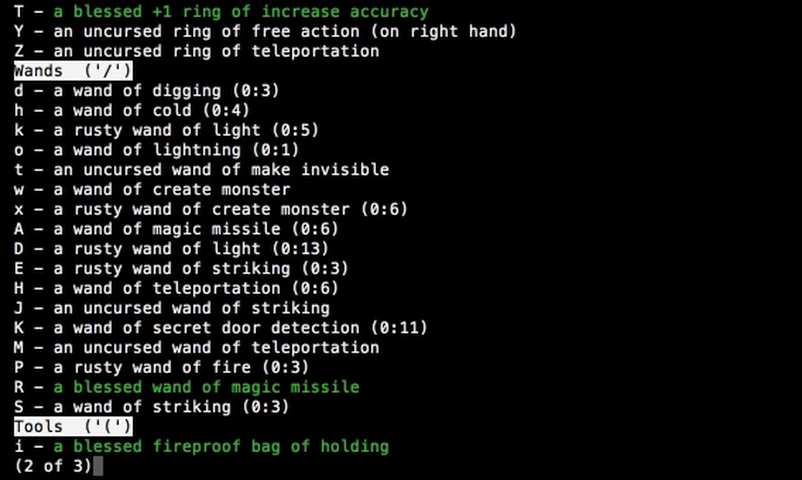 T - a blessed +1 ring of increase accuracy
Y - an uncursed ring of free action (on right hand)
Z - an uncursed ring of teleportation
Wands  ('/')
d - a wand of digging (0:3)
h - a wand of cold (0:4)
k - a rusty wand of light (0:5)
o - a wand of lightning (0:1)
t - an uncursed wand of make invisible
w - a wand of create monster
x - a rusty wand of create monster (0:6)
A - a wand of magic missile (0:6)
D - a rusty wand of light (0:13)
E - a rusty wand of striking (0:3)
H - a wand of teleportation (0:6)
J - an uncursed wand of striking
K - a wand of secret door detection (0:11)
M - an uncursed wand of teleportation
P - a rusty wand of fire (0:3)
R - a blessed wand of magic missile
S - a wand of striking (0:3)
Tools  ('(')
i - a blessed fireproof bag of holding
(2 of 3)